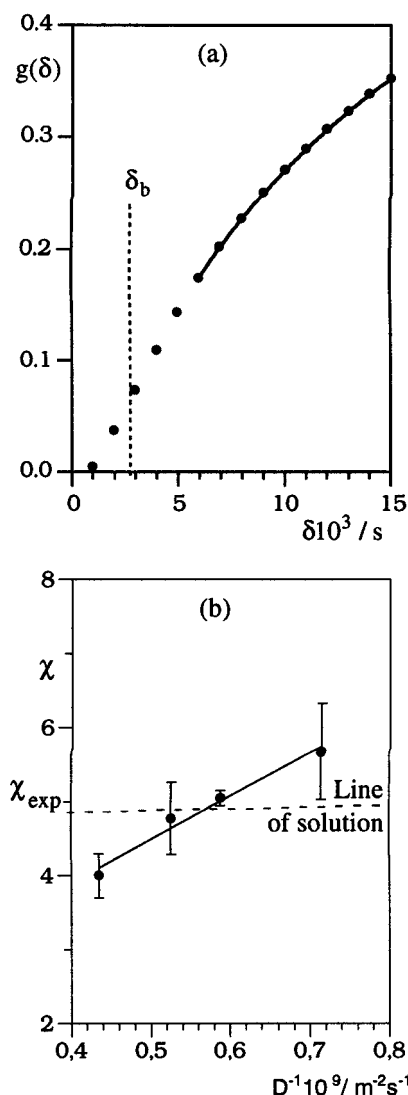 (a)
0.4
g(δ)
0.3
0.2
0.1
0.0
δb
0 5 10 15
δ10³ / s
(b)
8
χ
6
χexp
4
2
Line
of solution
0,4 0,5 0,6 0,7 0,8
D⁻¹10⁹/ m⁻²s⁻¹